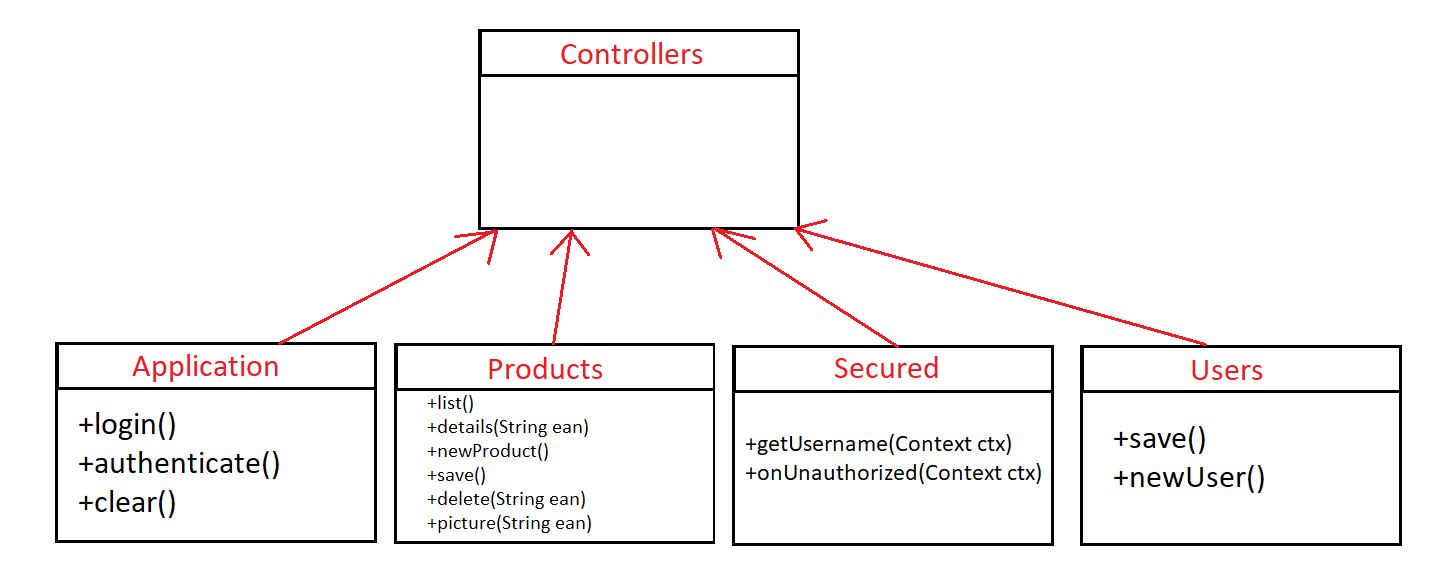 Controllers
Application
+login()
+authenticate()
+clear()
Products
+list()
+details(String ean)
+newProduct()
+save()
+delete(String ean)
+picture(String ean)
Secured
+getUsername(Context ctx)
+onUnauthorized(Context ctx)
Users
+save()
+newUser()